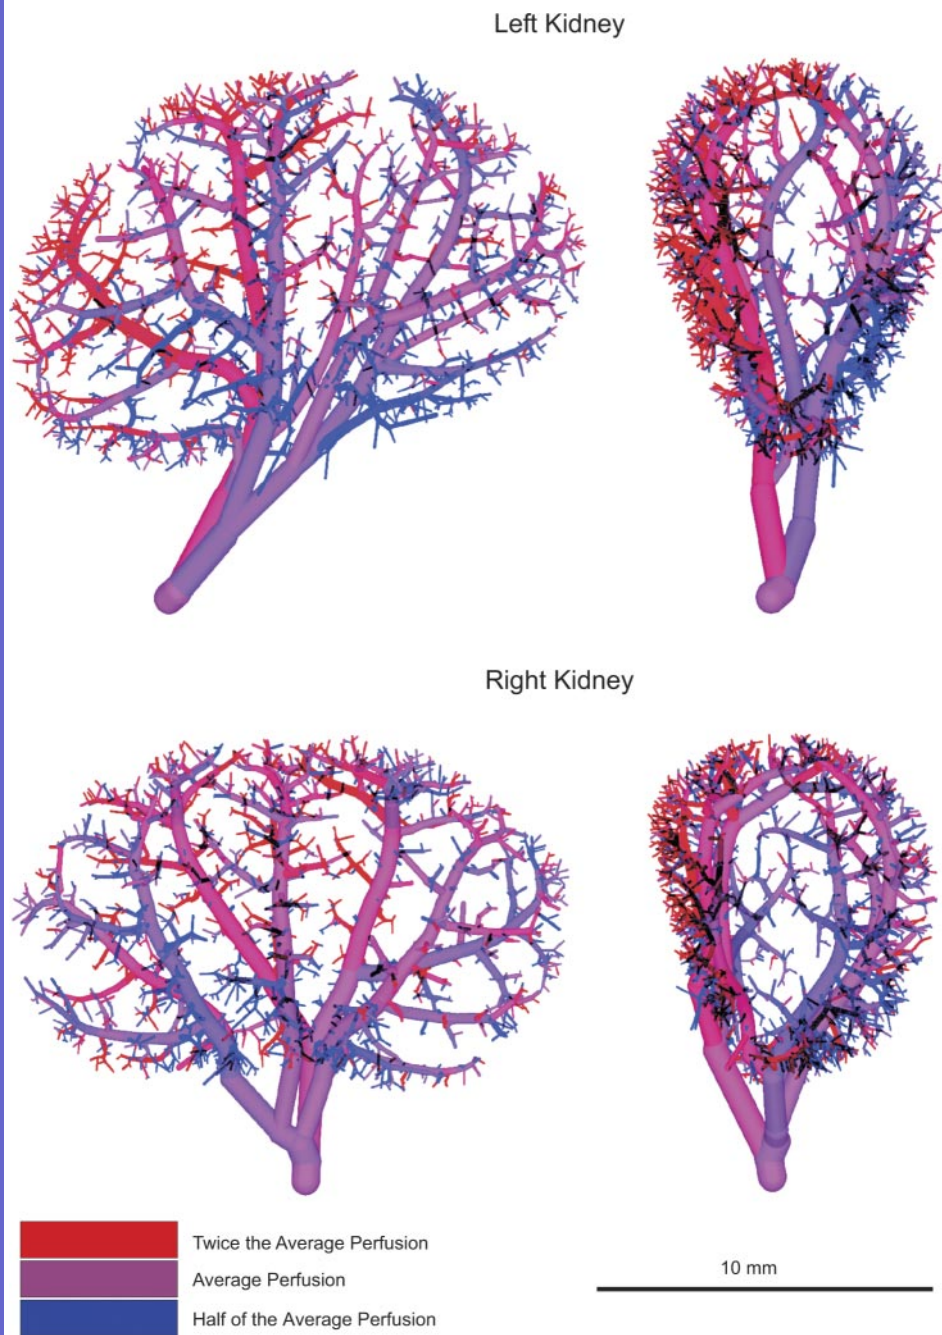 Left Kidney
Right Kidney
Twice the Average Perfusion
Average Perfusion
Half of the Average Perfusion
10 mm